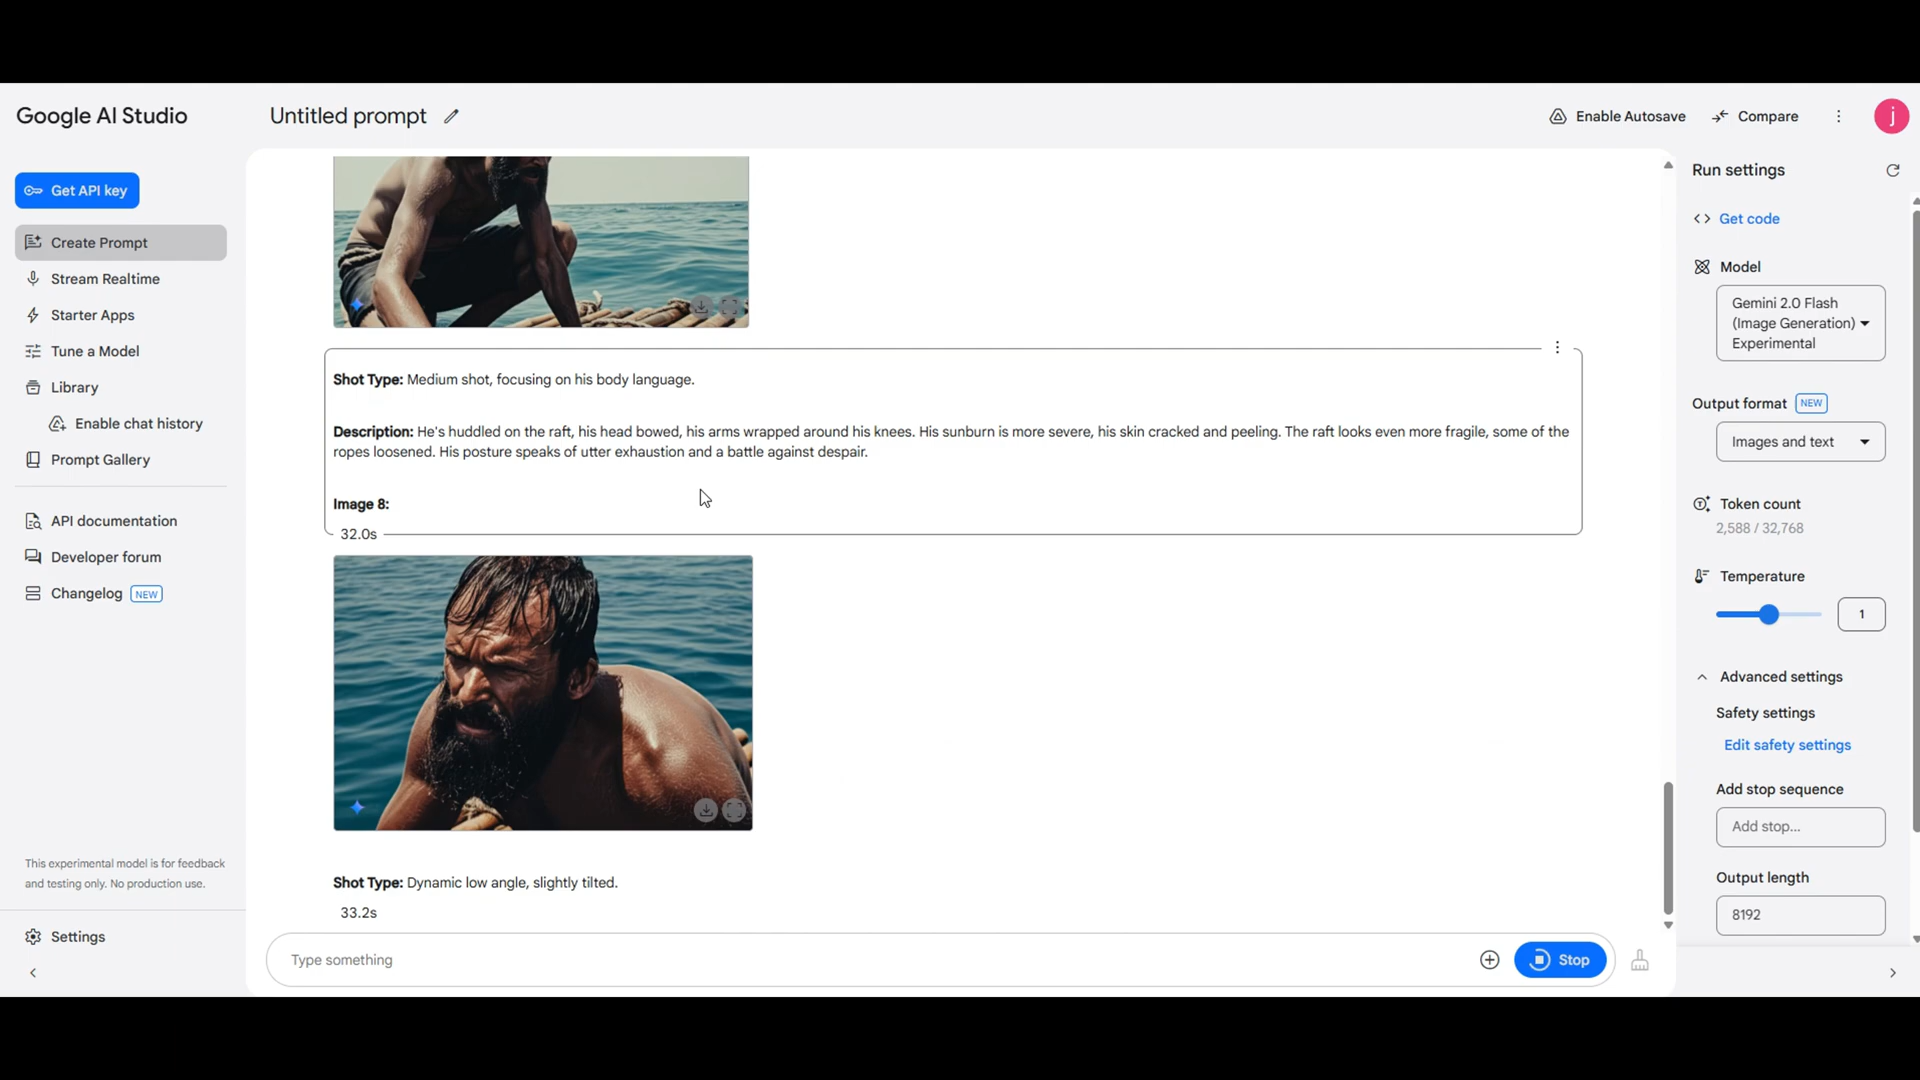 Google AI Studio
Untitled prompt
Enable Autosave
Compare
j
Get API key
Create Prompt
Stream Realtime
Starter Apps
Tune a Model
Library
Enable chat history
Prompt Gallery
API documentation
Developer forum
Changelog NEW
This experimental model is for feedback
and testing only. No production use.
Settings
Shot Type: Medium shot, focusing on his body language.
Description: He's huddled on the raft, his head bowed, his arms wrapped around his knees. His sunburn is more severe, his skin cracked and peeling. The raft looks even more fragile, some of the
ropes loosened. His posture speaks of utter exhaustion and a battle against despair.
Image 8:
32.0s
Shot Type: Dynamic low angle, slightly tilted.
33.2s
Type something
Stop
Run settings
Get code
Model
Gemini 2.0 Flash
(Image Generation)
Experimental
Output format NEW
Images and text
Token count
2,588 / 32,768
Temperature
1
Advanced settings
Safety settings
Edit safety settings
Add stop sequence
Add stop...
Output length
8192